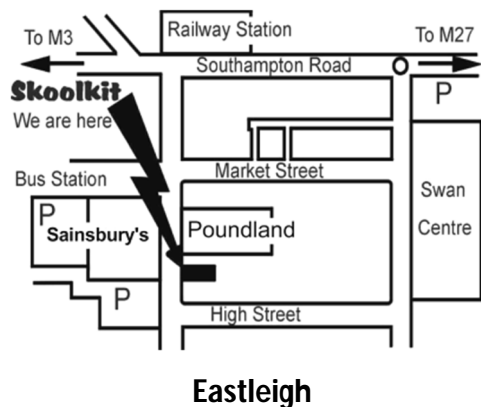 To M3
Railway Station
To M27
Southampton Road
Skoolkit
We are here
P
Market Street
Bus Station
Swan
Centre
P
Sainsbury's
Poundland
P
High Street
Eastleigh